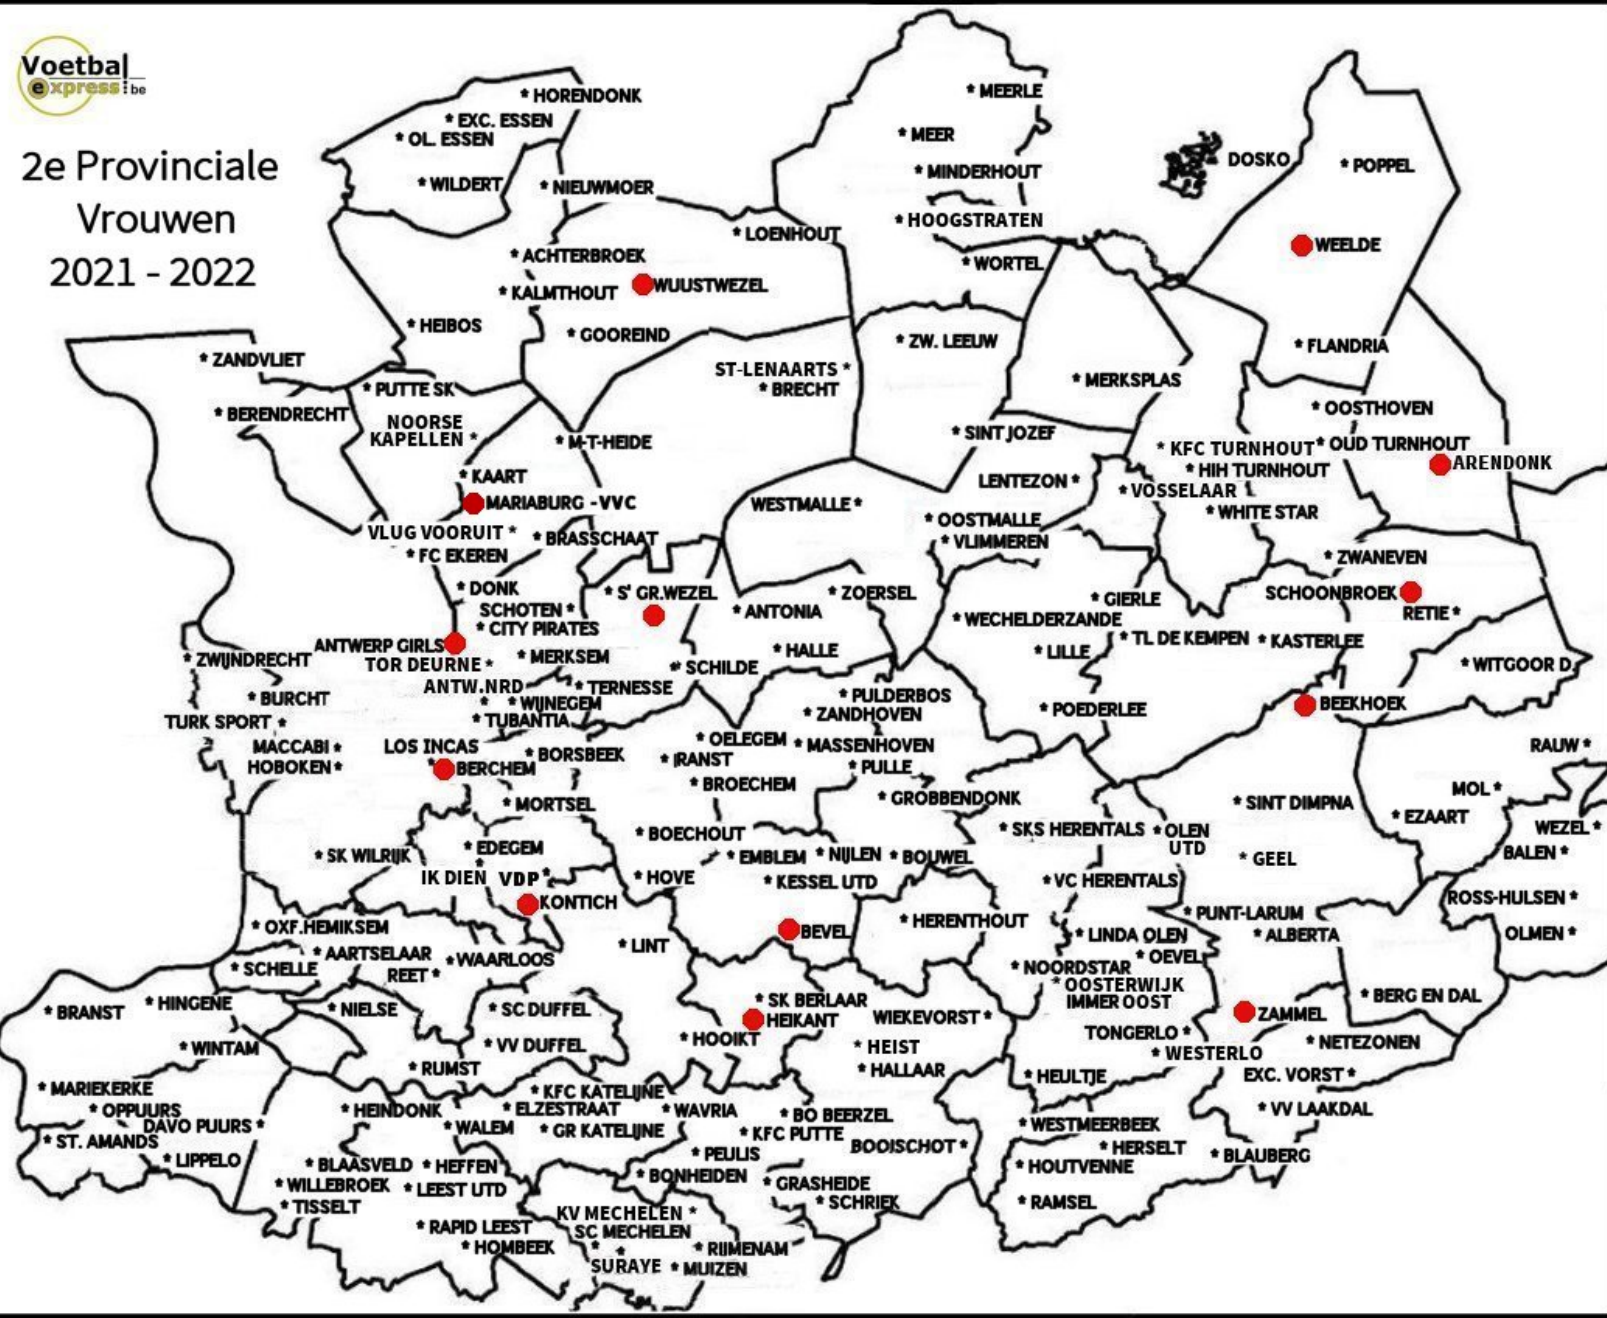 Voetbal
express!.be
2e Provinciale
Vrouwen
2021 - 2022
* HORENDONK
* EXC. ESSEN
* OL. ESSEN
* WILDERT
* NIEUWMOER
* MEERLE
* MEER
* MINDERHOUT
* HOOGSTRATEN
DOSKO
* POPPEL
WEELDE
* LOENHOUT
* WORTEL
* ACHTERBROEK
WUUSTWEZEL
* KALMTHOUT
* HEIBOS
* GOOREIND
* ZW. LEEUW
* FLANDRIA
* ZANDVLIET
ST-LENAARTS *
* BRECHT
* MERKSPLAS
* PUTTE SK
* BERENDRECHT
NOORSE
KAPELLEN *
* M-T-HEIDE
* SINT JOZEF
* OOSTHOVEN
* KFC TURNHOUT
* OUD TURNHOUT
* HIH TURNHOUT
ARENDONK
* KAART
LENTEZON *
* VOSSELAAR
MARIABURG -VVC
WESTMALLE *
* WHITE STAR
VLUG VOORUIT *
* BRASSCHAAT
* OOSTMALLE
* VLIMMEREN
* FC EKEREN
* ZWANEVEN
* DONK
* S' GR.WEZEL
* ZOERSEL
SCHOONBROEK
SCHOTEN *
* ANTONIA
* GIERLE
RETIE *
* CITY PIRATES
* WECHELDERZANDE
ANTWERP GIRLS
* TL DE KEMPEN
* KASTERLEE
* ZWIJNDRECHT
TOR DEURNE *
* MERKSEM
* HALLE
* LILLE
* WITGOOR D.
* SCHILDE
ANTW.NRD
* TERNESSE
* BURCHT
* * WIJNEGEM
* PULDERBOS
BEEKHOEK
TURK SPORT *
* TUBANTIA
* ZANDHOVEN
* POEDERLEE
MACCABI *
LOS INCAS
* BORSBEEK
* OELEGEM
* MASSENHOVEN
RAUW *
HOBOKEN *
* BERCHEM
* RANST
* PULLE
* BROECHEM
MOL *
* MORTSEL
* GROBBENDONK
* SINT DIMPNA
* EZAART
* BOECHOUT
* SKS HERENTALS
* OLEN
UTD
WEZEL *
* SK WILRIJK
* EDEGEM
* EMBLEM
* NIJLEN
* BOUWEL
* GEEL
BALEN *
*
IK DIEN
VDP *
* HOVE
* KESSEL UTD
* VC HERENTALS
ROSS-HULSEN *
KONTICH
* PUNT-LARUM
* OXF.HEMIKSEM
BEVEL
* HERENTHOUT
* LINDA OLEN
* ALBERTA
OLMEN *
* LINT
* AARTSELAAR
* WAARLOOS
* OEVEL
* SCHELLE
REET *
* NOORDSTAR
* OOSTERWIJK
IMMER OOST
* BERG EN DAL
* BRANST
* HINGENE
* NIELSE
* SC DUFFEL
* SK BERLAAR
HEIKANT
WIEKEVORST *
ZAMMEL
* HOOIKT
TONGERLO *
* NETEZONEN
* WINTAM
* VV DUFFEL
* HEIST
* WESTERLO
* RUMST
* HALLAAR
* HEULTJE
EXC. VORST *
* MARIEKERKE
* KFC KATELIJNE
* OPPUURS
* HEINDONK
* ELZESTRAAT
* WAVRIA
* BO BEERZEL
* VV LAAKDAL
DAVO PUURS *
* WALEM
* GR KATELIJNE
* KFC PUTTE
* WESTMEERBEEK
* ST. AMANDS
* PEULIS
BOOISCHOT *
* HERSELT
* BLAUBERG
* LIPPELO
* BLAASVELD
* HEFFEN
* HOUTVENNE
* BONHEIDEN
* WILLEBROEK
* LEEST UTD
* GRASHEIDE
* TISSELT
* SCHRIEK
* RAMSEL
KV MECHELEN *
* RAPID LEEST
SC MECHELEN
*
* HOMBEEK
* RIJMENAM
*
SURAYE
* MUIZEN